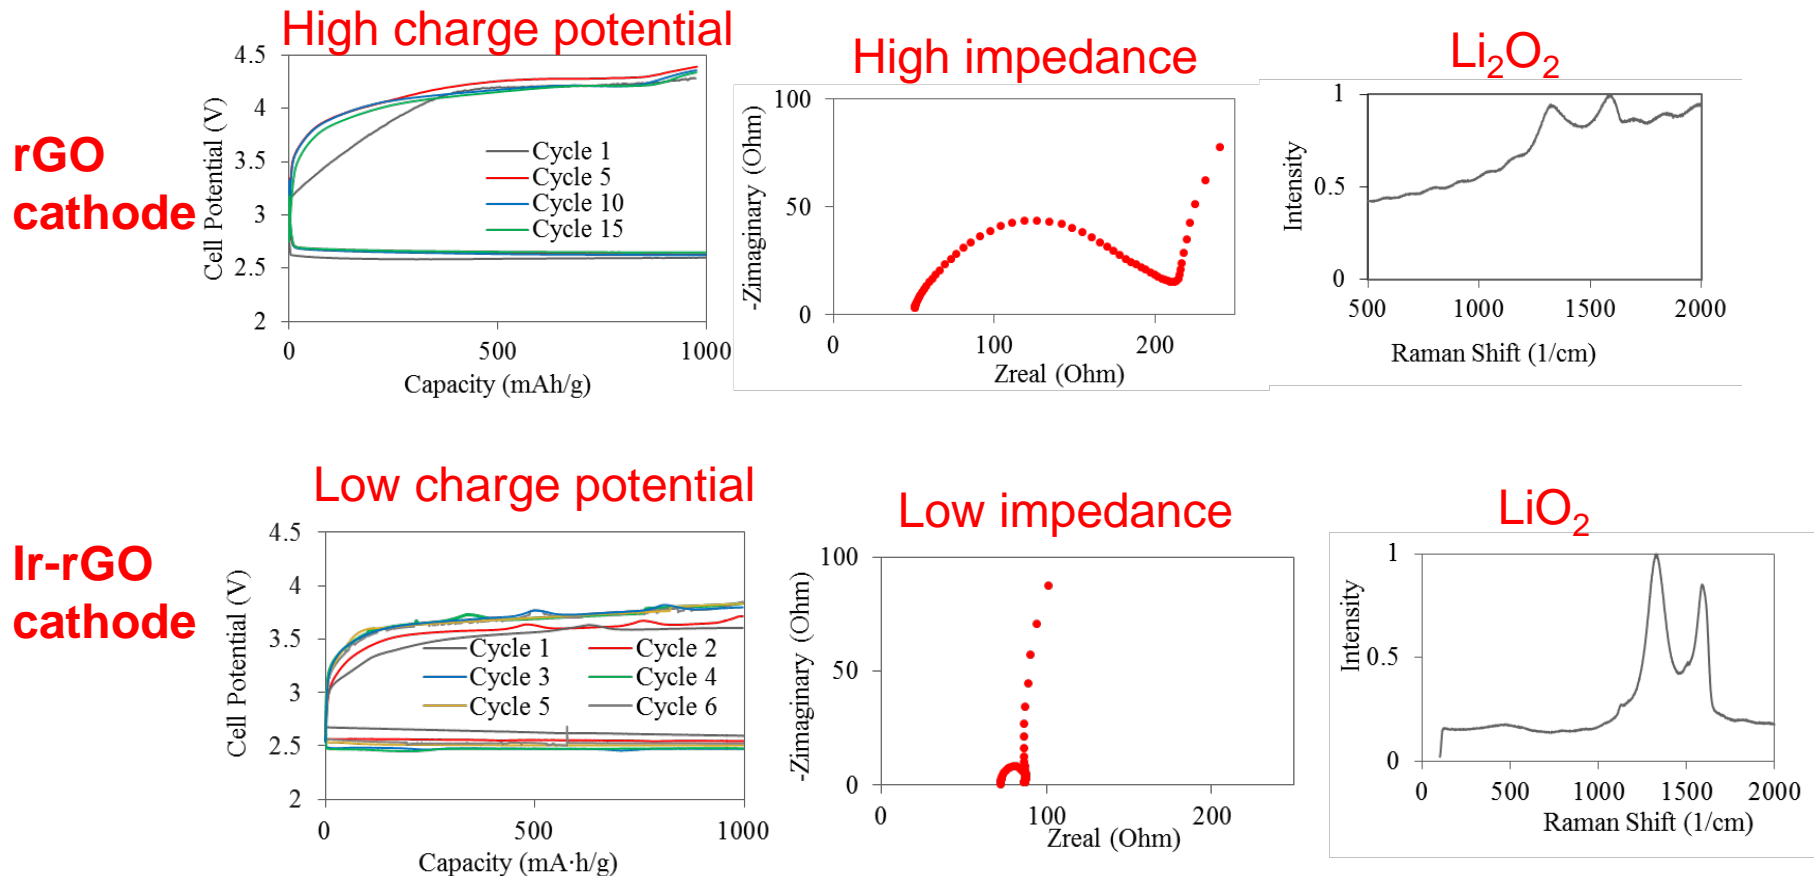 High charge potential
High impedance
Li₂O₂
rGO
cathode
Cell Potential (V)
4.5
4
3.5
3
2.5
2
Cycle 1
Cycle 5
Cycle 10
Cycle 15
0
500
1000
Capacity (mAh/g)
-Zimaginary (Ohm)
100
50
0
0
100
200
Zreal (Ohm)
Intensity
1
0.5
0
500
1000
1500
2000
Raman Shift (1/cm)
Low charge potential
Low impedance
LiO₂
Ir-rGO
cathode
Cell Potential (V)
4.5
4
3.5
3
2.5
2
Cycle 1
Cycle 2
Cycle 3
Cycle 4
Cycle 5
Cycle 6
0
500
1000
Capacity (mA·h/g)
-Zimaginary (Ohm)
100
50
0
0
100
200
Zreal (Ohm)
Intensity
1
0.5
0
0
500
1000
1500
2000
Raman Shift (1/cm)